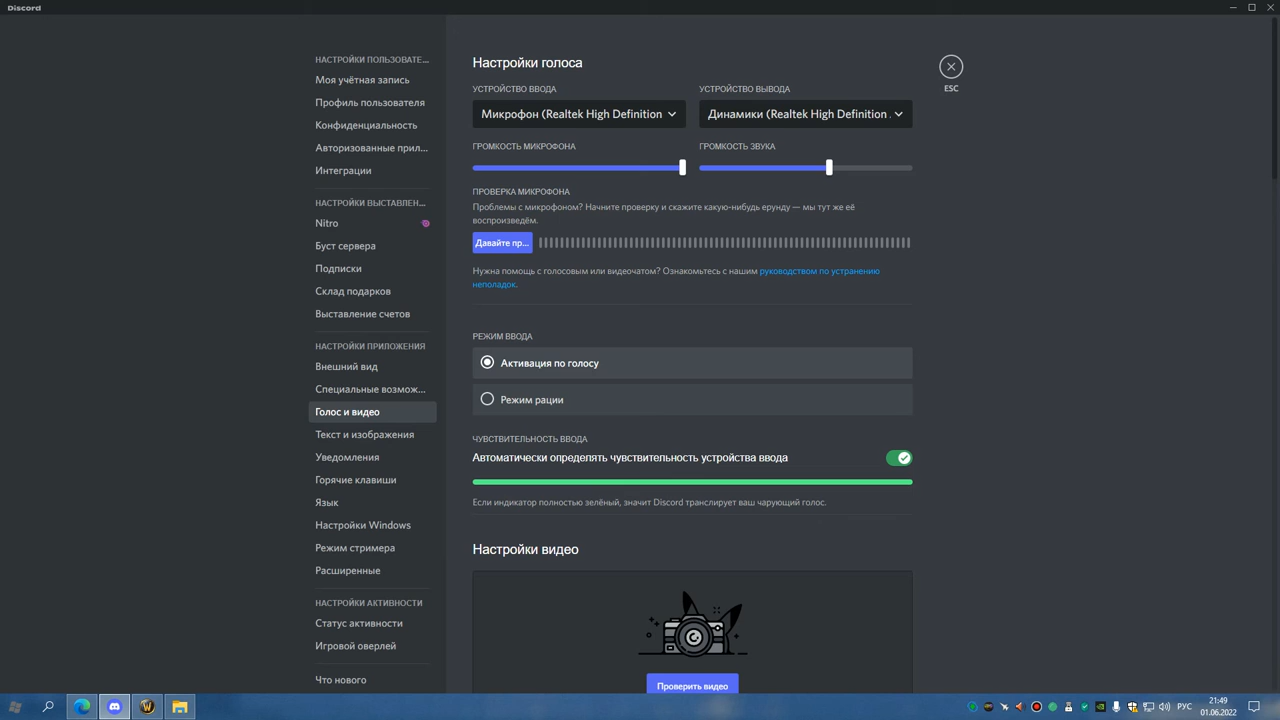 Discord
НАСТРОЙКИ ПОЛЬЗОВАТЕ...
Моя учётная запись
Профиль пользователя
Конфиденциальность
Авторизованные прил...
Интеграции
НАСТРОЙКИ ВЫСТАВЛЕН...
Nitro
Буст сервера
Подписки
Склад подарков
Выставление счетов
НАСТРОЙКИ ПРИЛОЖЕНИЯ
Внешний вид
Специальные возмож...
Голос и видео
Текст и изображения
Уведомления
Горячие клавиши
Язык
Настройки Windows
Режим стримера
Расширенные
НАСТРОЙКИ АКТИВНОСТИ
Статус активности
Игровой оверлей
Что нового
Настройки голоса
УСТРОЙСТВО ВВОДА
УСТРОЙСТВО ВЫВОДА
Микрофон (Realtek High Definition
Динамики (Realtek High Definition .
ГРОМКОСТЬ МИКРОФОНА
ГРОМКОСТЬ ЗВУКА
ПРОВЕРКА МИКРОФОНА
Проблемы с микрофоном? Начните проверку и скажите какую-нибудь ерунду — мы тут же её
воспроизведём.
Давайте пр...
Нужна помощь с голосовым или видеочатом? Ознакомьтесь с нашим руководством по устранению
неполадок.
РЕЖИМ ВВОДА
Активация по голосу
Режим рации
ЧУВСТВИТЕЛЬНОСТЬ ВВОДА
Автоматически определять чувствительность устройства ввода
Если индикатор полностью зелёный, значит Discord транслирует ваш чарующий голос.
Настройки видео
Проверить видео
ESC
РУС
21:49
01.06.2022